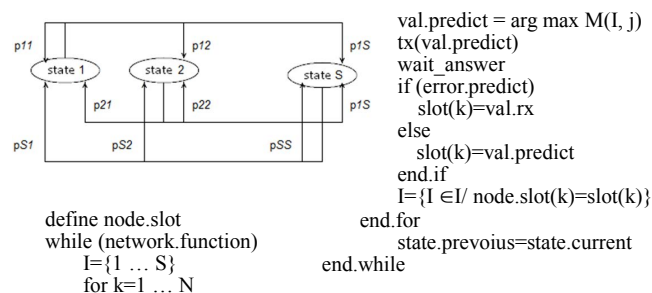 p11
p12
p1S
state 1
state 2
state S
p21
p22
p1S
pS1
pS2
pSS
define node.slot
while (network.function)
I={1 … S}
for k=1 … N
val.predict = arg max M(I, j)
tx(val.predict)
wait_answer
if (error.predict)
slot(k)=val.rx
else
slot(k)=val.predict
end.if
I={I ∈I/ node.slot(k)=slot(k)}
end.for
state.prevoius=state.current
end.while